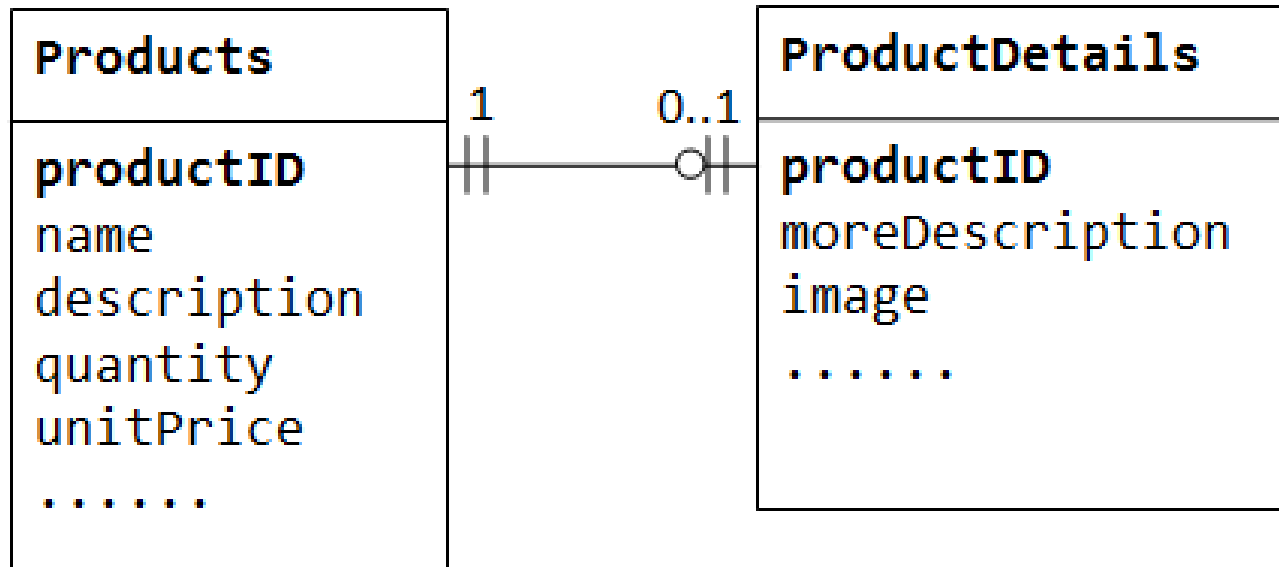 Products
productID
name
description
quantity
unitPrice
......
1
0..1
ProductDetails
productID
moreDescription
image
......